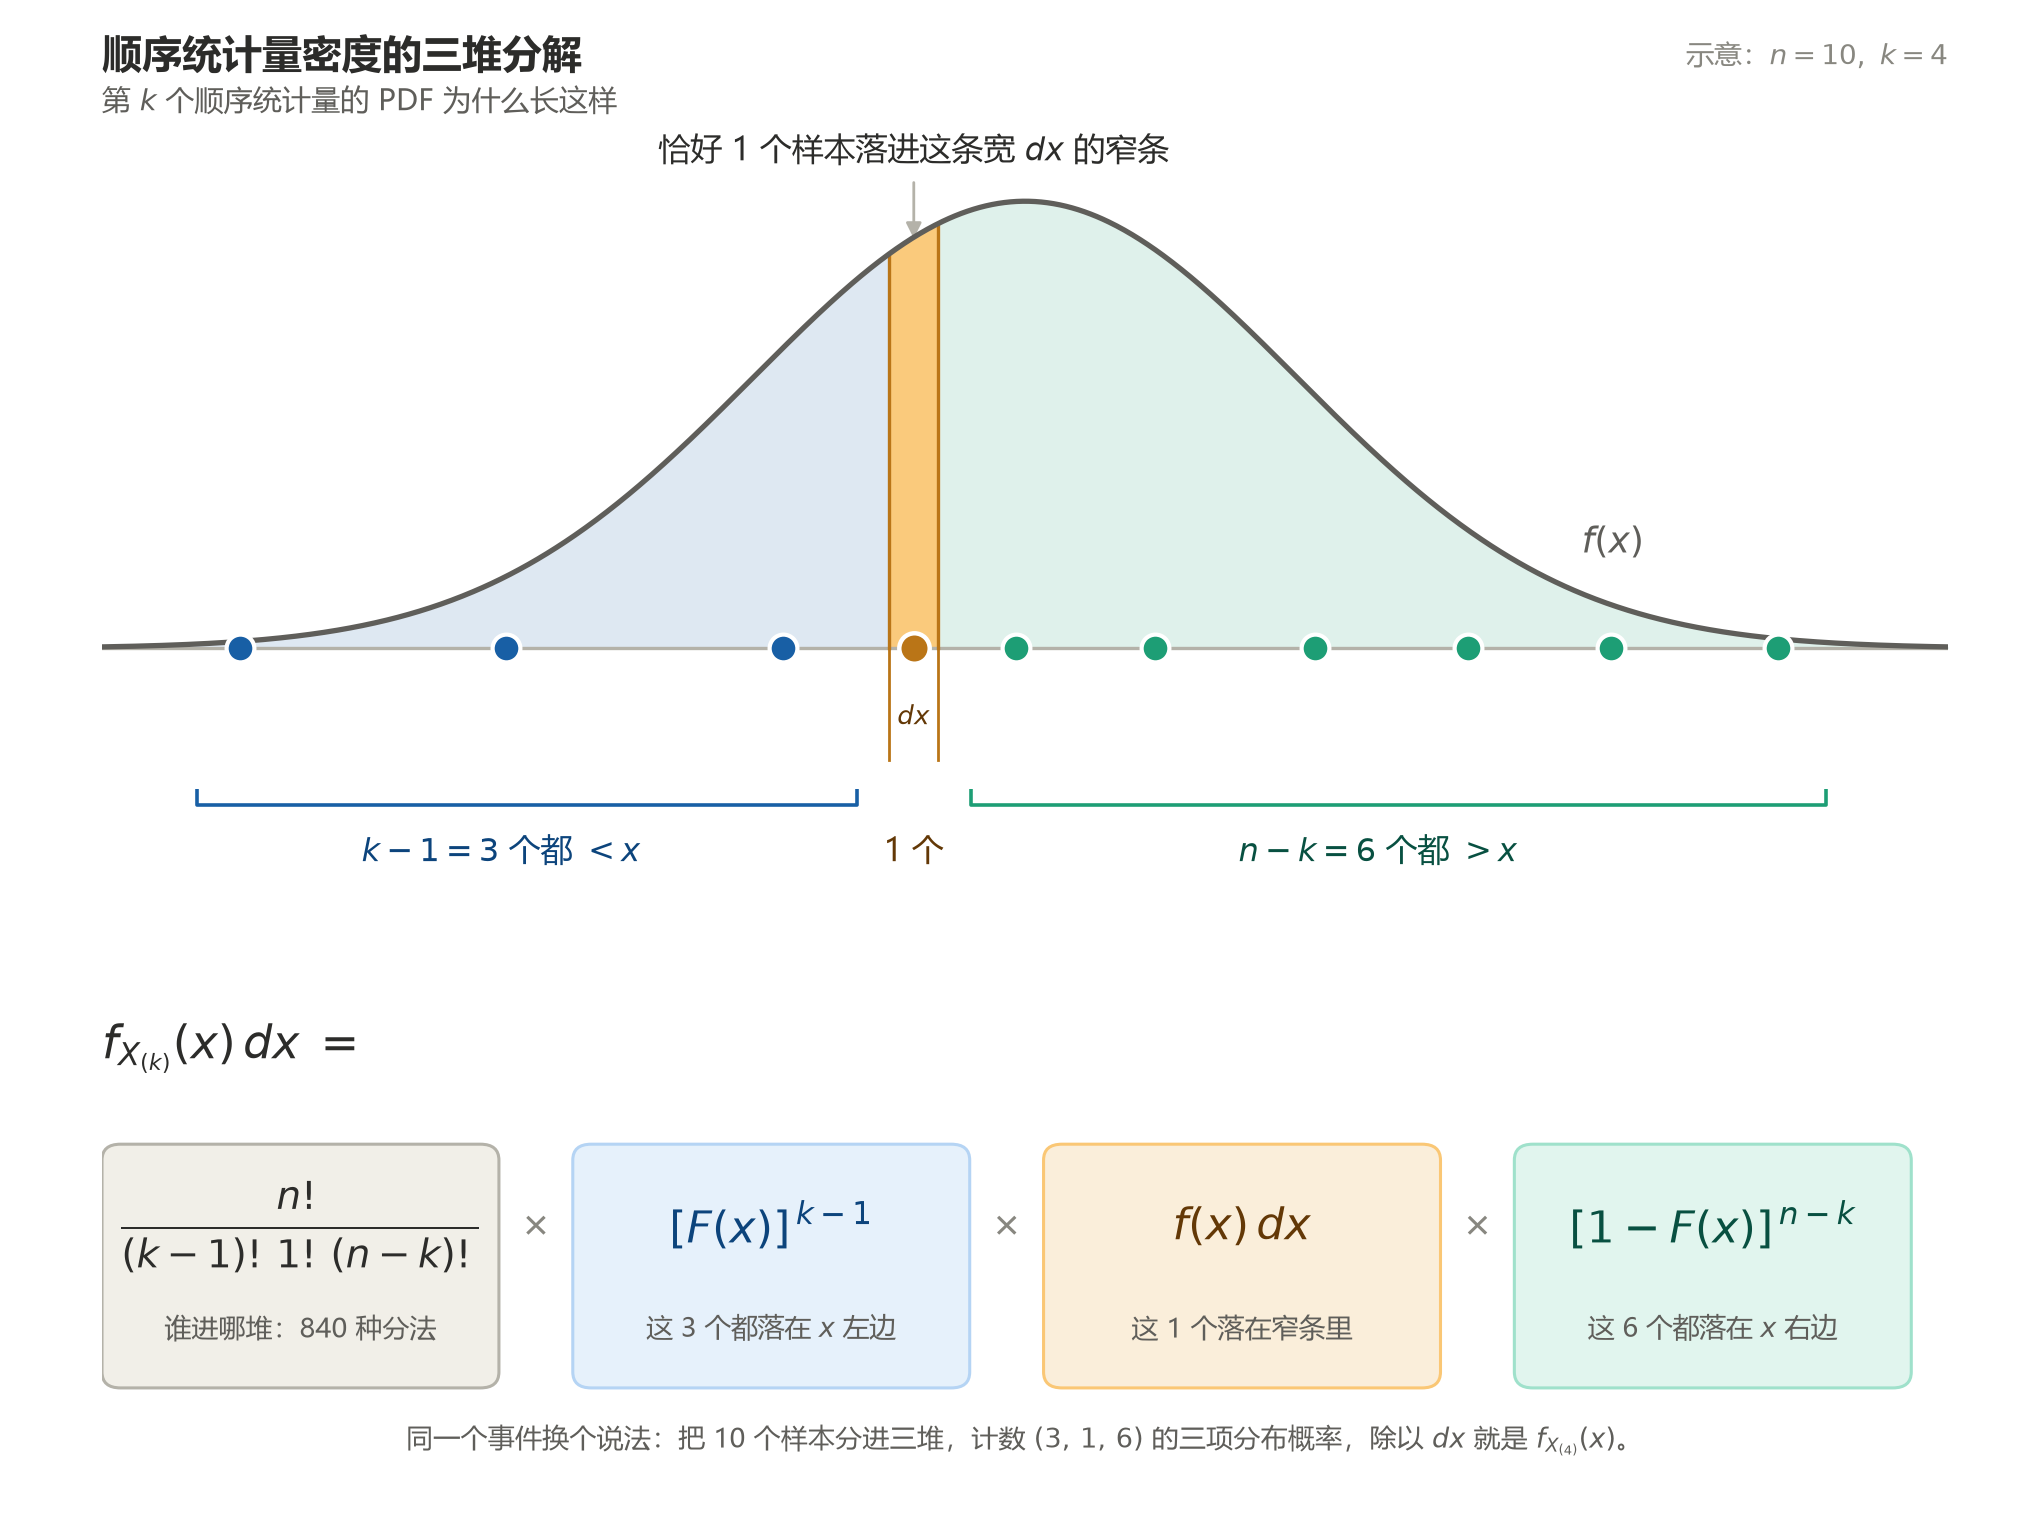 顺序统计量密度的三堆分解
示意：n = 10, k = 4
第 k 个顺序统计量的 PDF 为什么长这样
恰好 1 个样本落进这条宽 dx 的窄条
f(x)
dx
k − 1 = 3 个都 < x
1 个
n − k = 6 个都 > x
f_{X_{(k)}}(x) dx =
n!
(k − 1)! 1! (n − k)!
谁进哪堆：840 种分法
×
[F(x)]^{k − 1}
这 3 个都落在 x 左边
×
f(x) dx
这 1 个落在窄条里
×
[1 − F(x)]^{n − k}
这 6 个都落在 x 右边
同一个事件换个说法：把 10 个样本分进三堆，计数 (3, 1, 6) 的三项分布概率，除以 dx 就是 f_{X_{(4)}}(x)。